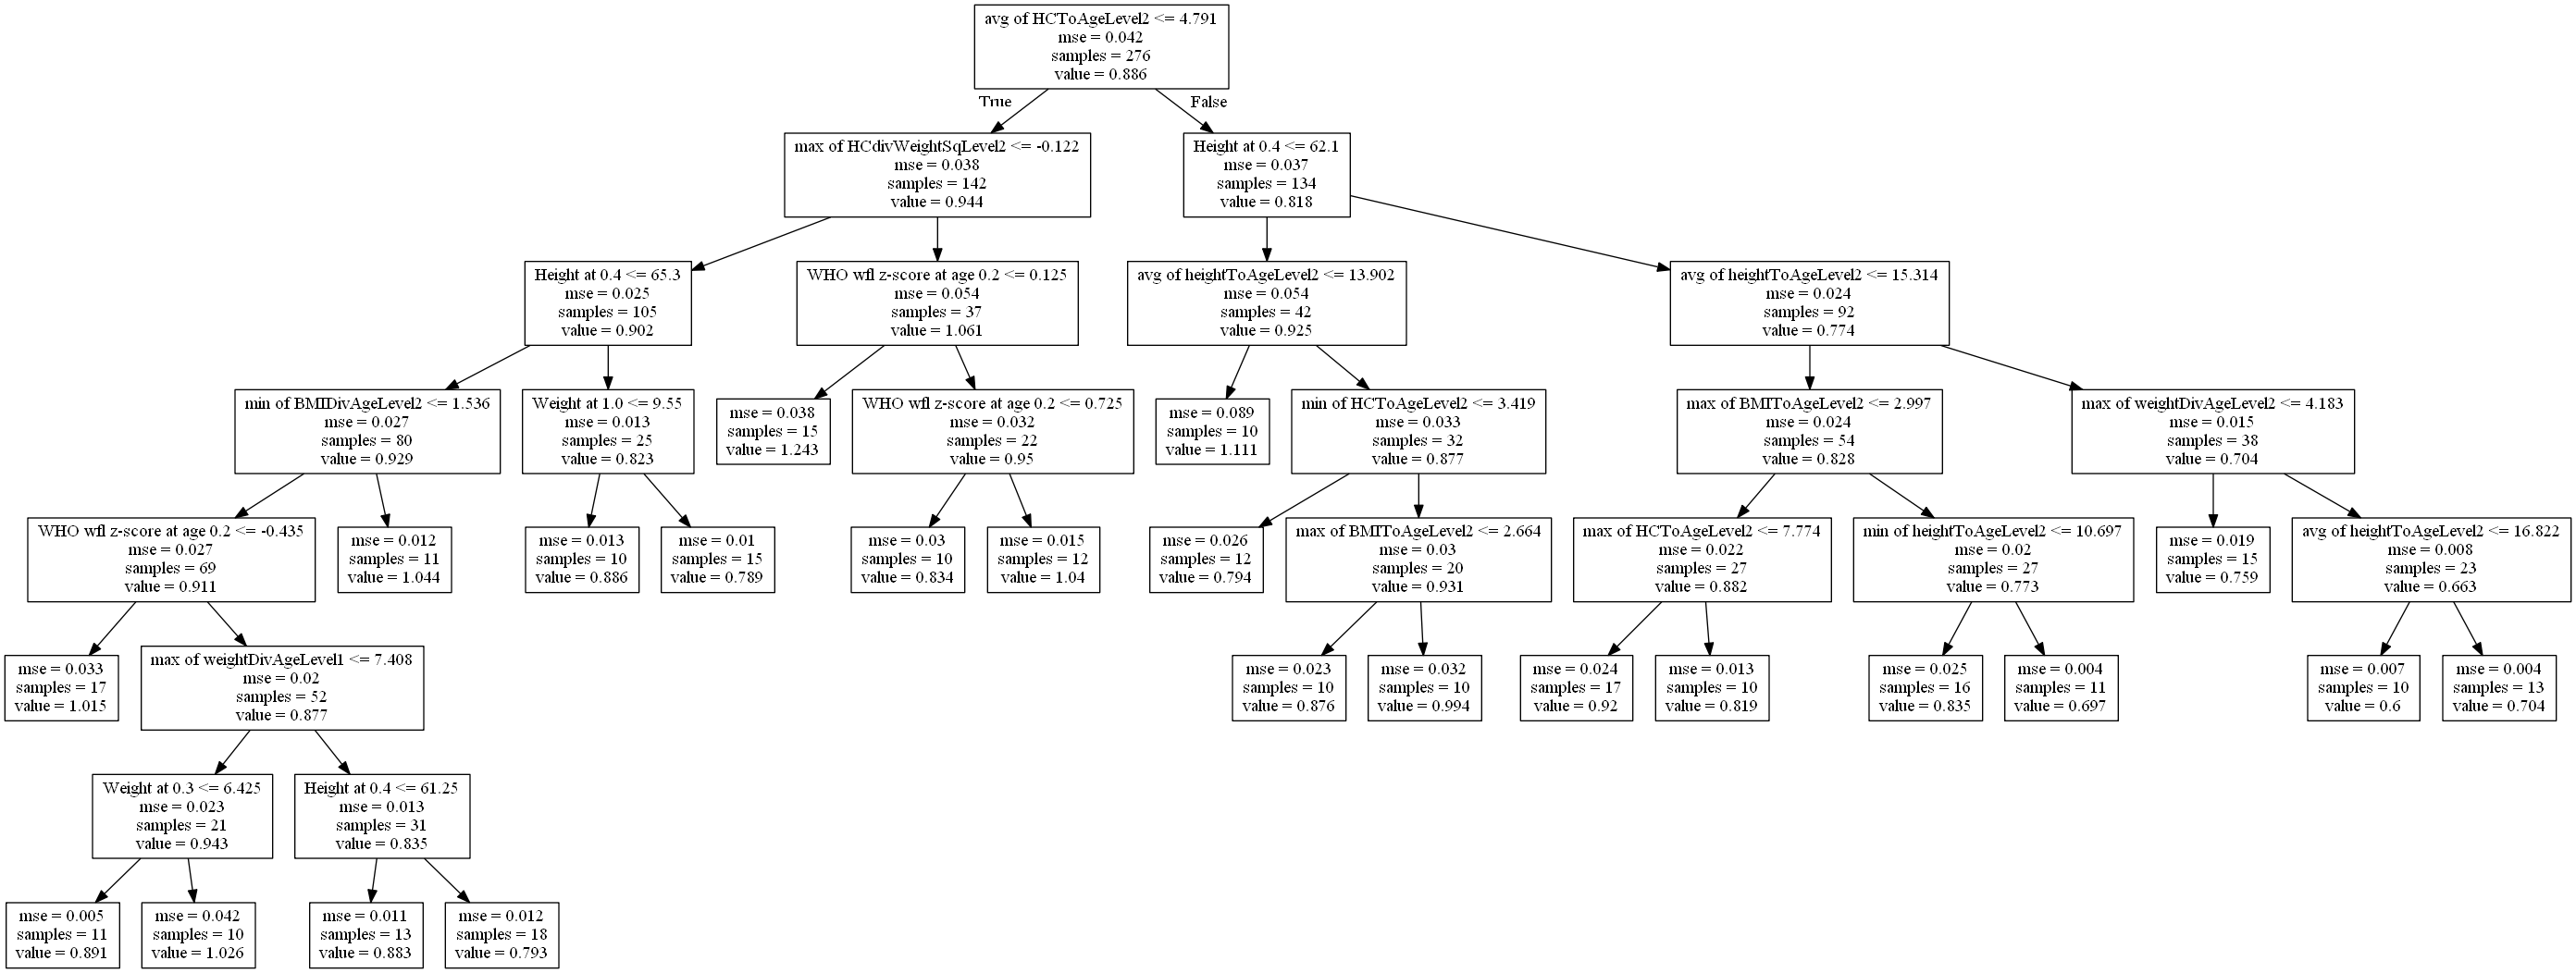 avg of HCToAgeLevel2 <= 4.791
mse = 0.042
samples = 276
value = 0.886
True
False
max of HCdivWeightSqLevel2 <= -0.122
mse = 0.038
samples = 142
value = 0.944
Height at 0.4 <= 62.1
mse = 0.037
samples = 134
value = 0.818
Height at 0.4 <= 65.3
mse = 0.025
samples = 105
value = 0.902
WHO wfl z-score at age 0.2 <= 0.125
mse = 0.054
samples = 37
value = 1.061
avg of heightToAgeLevel2 <= 13.902
mse = 0.054
samples = 42
value = 0.925
avg of heightToAgeLevel2 <= 15.314
mse = 0.024
samples = 92
value = 0.774
min of BMIDivAgeLevel2 <= 1.536
mse = 0.027
samples = 80
value = 0.929
Weight at 1.0 <= 9.55
mse = 0.013
samples = 25
value = 0.823
mse = 0.038
samples = 15
value = 1.243
WHO wfl z-score at age 0.2 <= 0.725
mse = 0.032
samples = 22
value = 0.95
mse = 0.089
samples = 10
value = 1.111
min of HCToAgeLevel2 <= 3.419
mse = 0.033
samples = 32
value = 0.877
max of BMIToAgeLevel2 <= 2.997
mse = 0.024
samples = 54
value = 0.828
max of weightDivAgeLevel2 <= 4.183
mse = 0.015
samples = 38
value = 0.704
WHO wfl z-score at age 0.2 <= -0.435
mse = 0.027
samples = 69
value = 0.911
mse = 0.012
samples = 11
value = 1.044
mse = 0.013
samples = 10
value = 0.886
mse = 0.01
samples = 15
value = 0.789
mse = 0.03
samples = 10
value = 0.834
mse = 0.015
samples = 12
value = 1.04
mse = 0.026
samples = 12
value = 0.794
max of BMIToAgeLevel2 <= 2.664
mse = 0.03
samples = 20
value = 0.931
max of HCToAgeLevel2 <= 7.774
mse = 0.022
samples = 27
value = 0.882
min of heightToAgeLevel2 <= 10.697
mse = 0.02
samples = 27
value = 0.773
mse = 0.019
samples = 15
value = 0.759
avg of heightToAgeLevel2 <= 16.822
mse = 0.008
samples = 23
value = 0.663
mse = 0.033
samples = 17
value = 1.015
max of weightDivAgeLevel1 <= 7.408
mse = 0.02
samples = 52
value = 0.877
mse = 0.023
samples = 10
value = 0.876
mse = 0.032
samples = 10
value = 0.994
mse = 0.024
samples = 17
value = 0.92
mse = 0.013
samples = 10
value = 0.819
mse = 0.025
samples = 16
value = 0.835
mse = 0.004
samples = 11
value = 0.697
mse = 0.007
samples = 10
value = 0.6
mse = 0.004
samples = 13
value = 0.704
Weight at 0.3 <= 6.425
mse = 0.023
samples = 21
value = 0.943
Height at 0.4 <= 61.25
mse = 0.013
samples = 31
value = 0.835
mse = 0.005
samples = 11
value = 0.891
mse = 0.042
samples = 10
value = 1.026
mse = 0.011
samples = 13
value = 0.883
mse = 0.012
samples = 18
value = 0.793